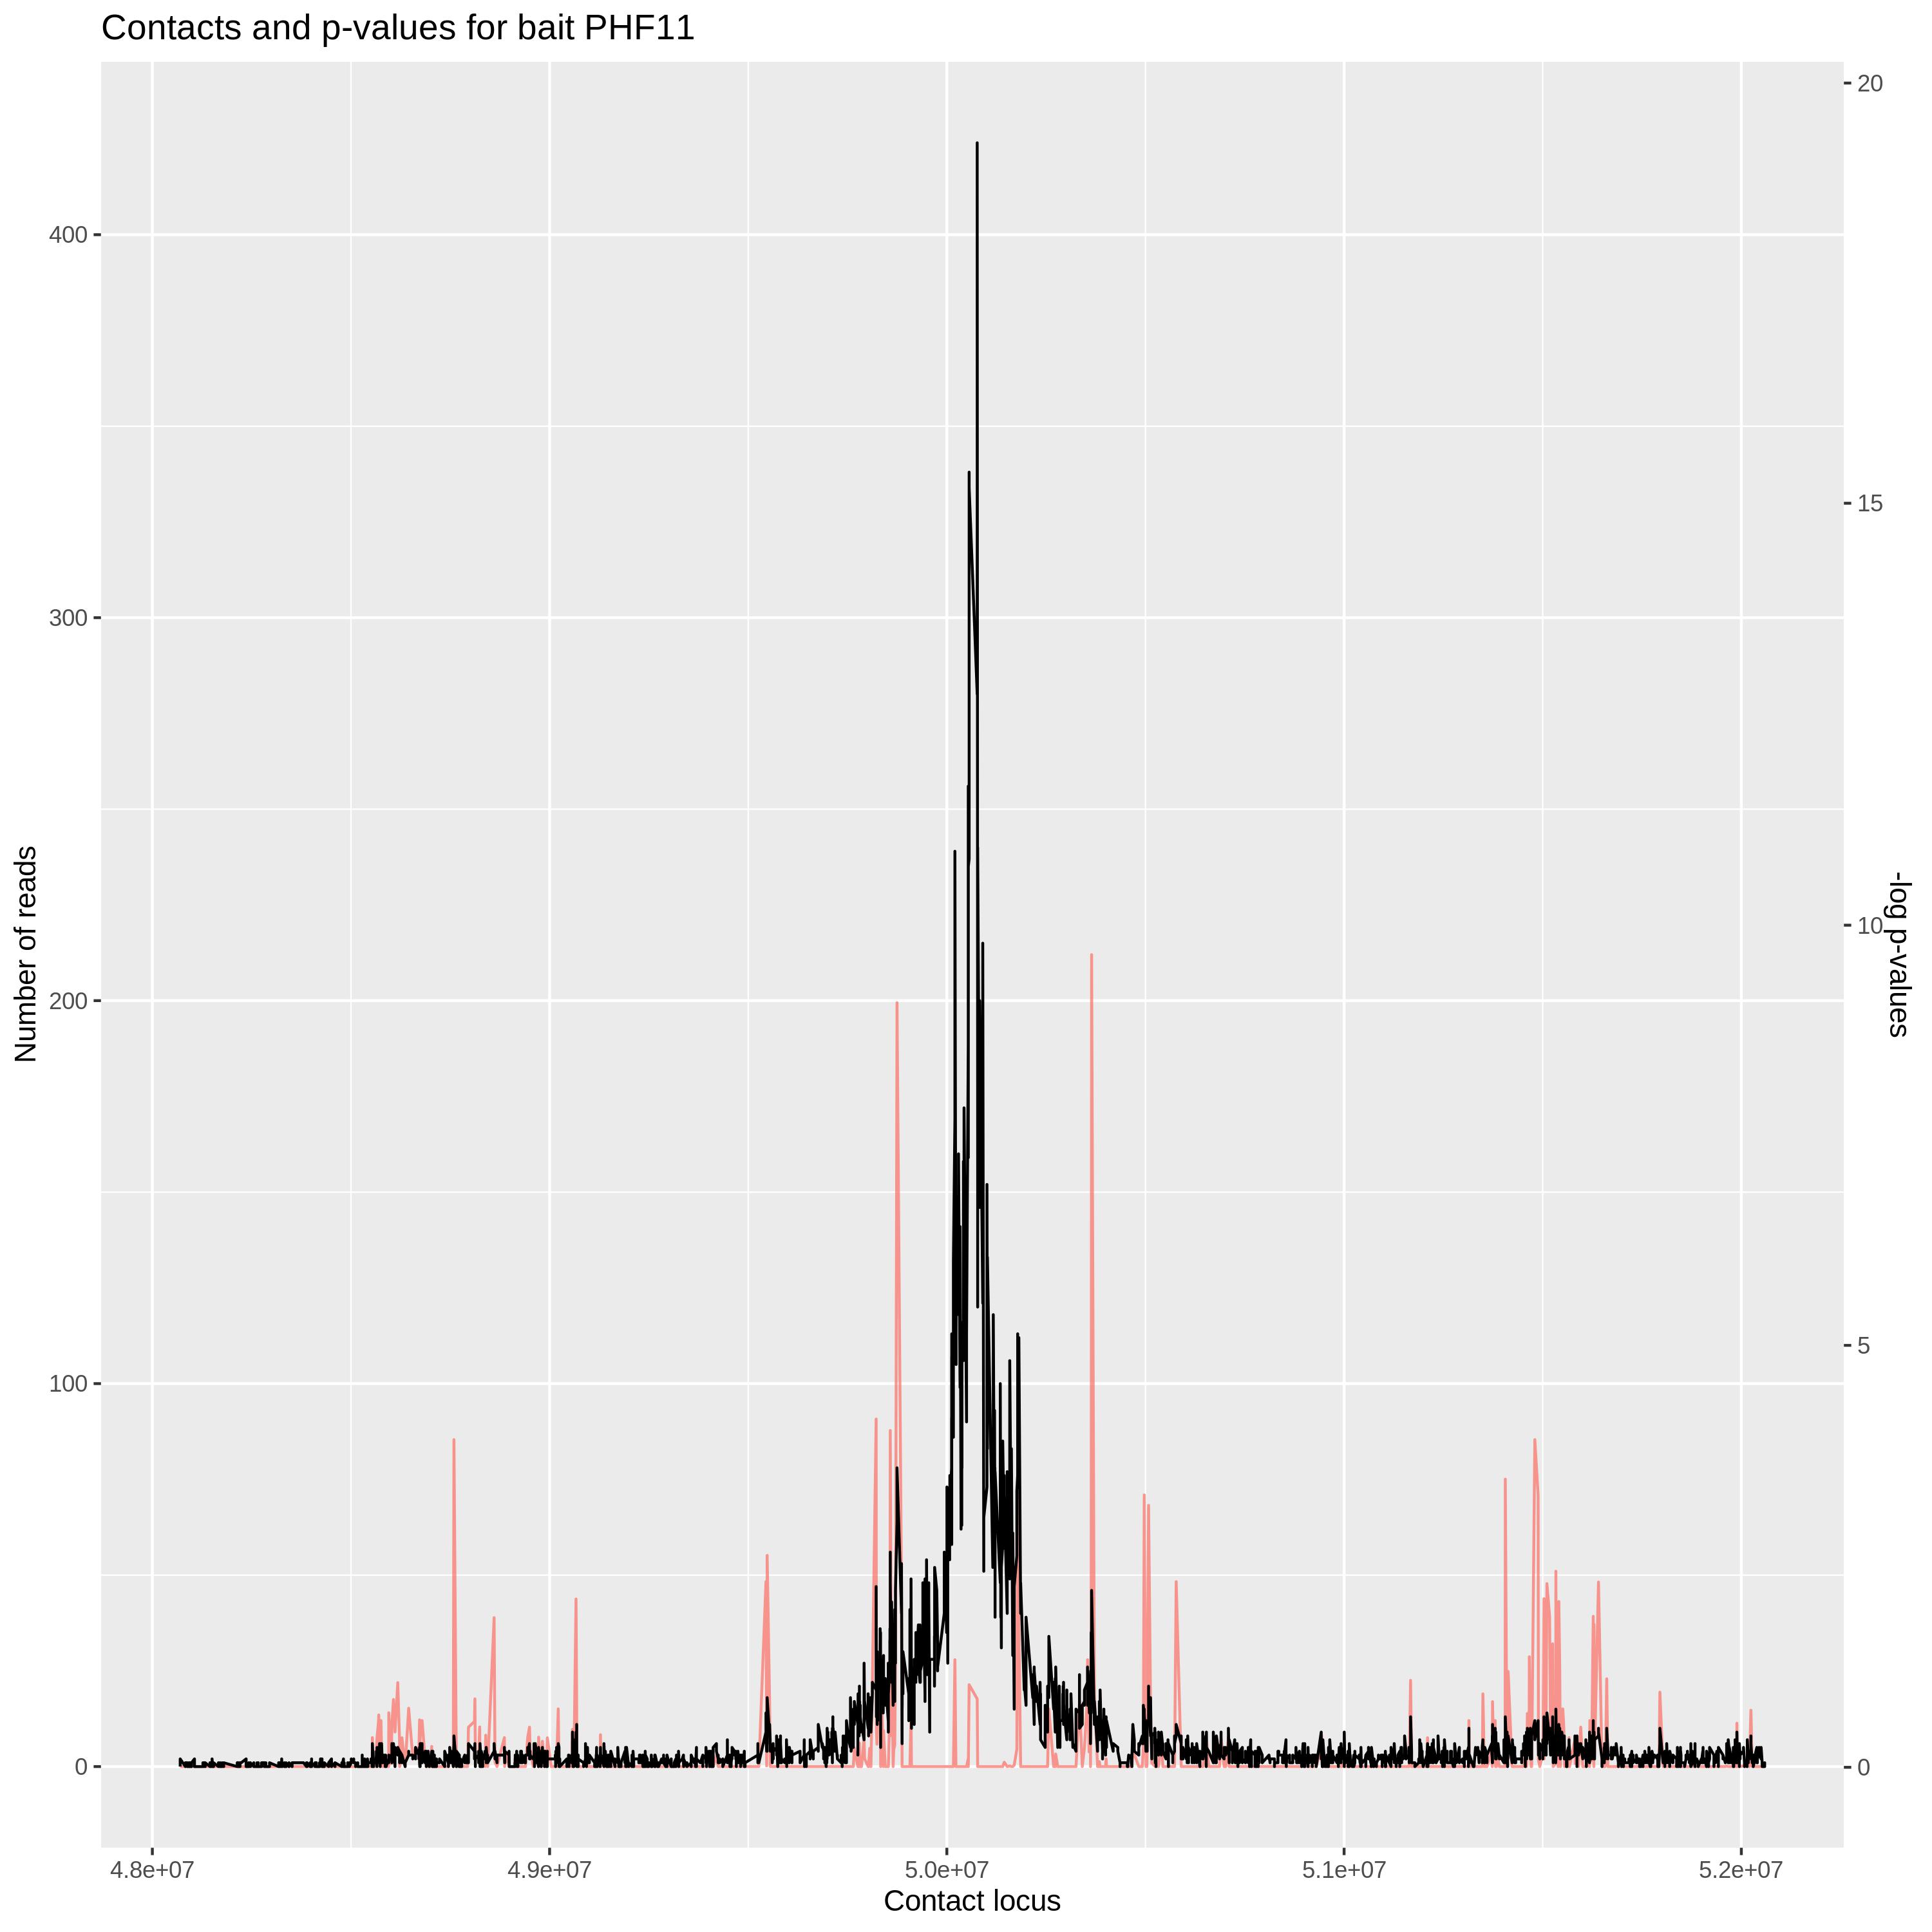 Contacts and p-values for bait PHF11
Number of reads
400
300
200
100
0
20
15
10
5
0
-log p-values
4.8e+07
4.9e+07
5.0e+07
5.1e+07
5.2e+07
Contact locus